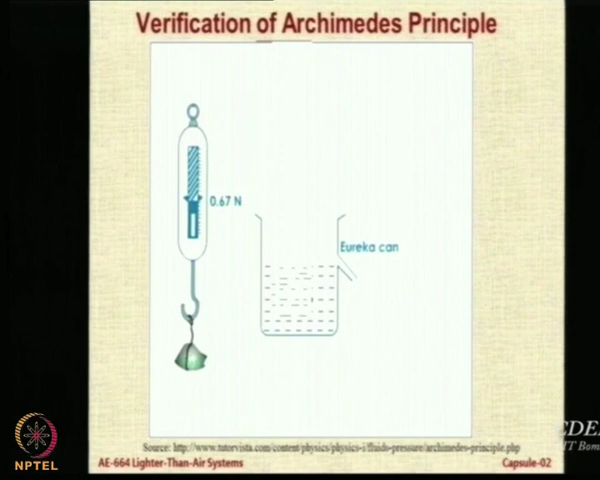 Verification of Archimedes Principle
0.67 N
Eureka can
Source: http://www.tutorvista.com/content/physics/physics-i/fluids-pressure/archimedes-principle.php
AE-664 Lighter-Than-Air Systems
Capsule-02
NPTEL